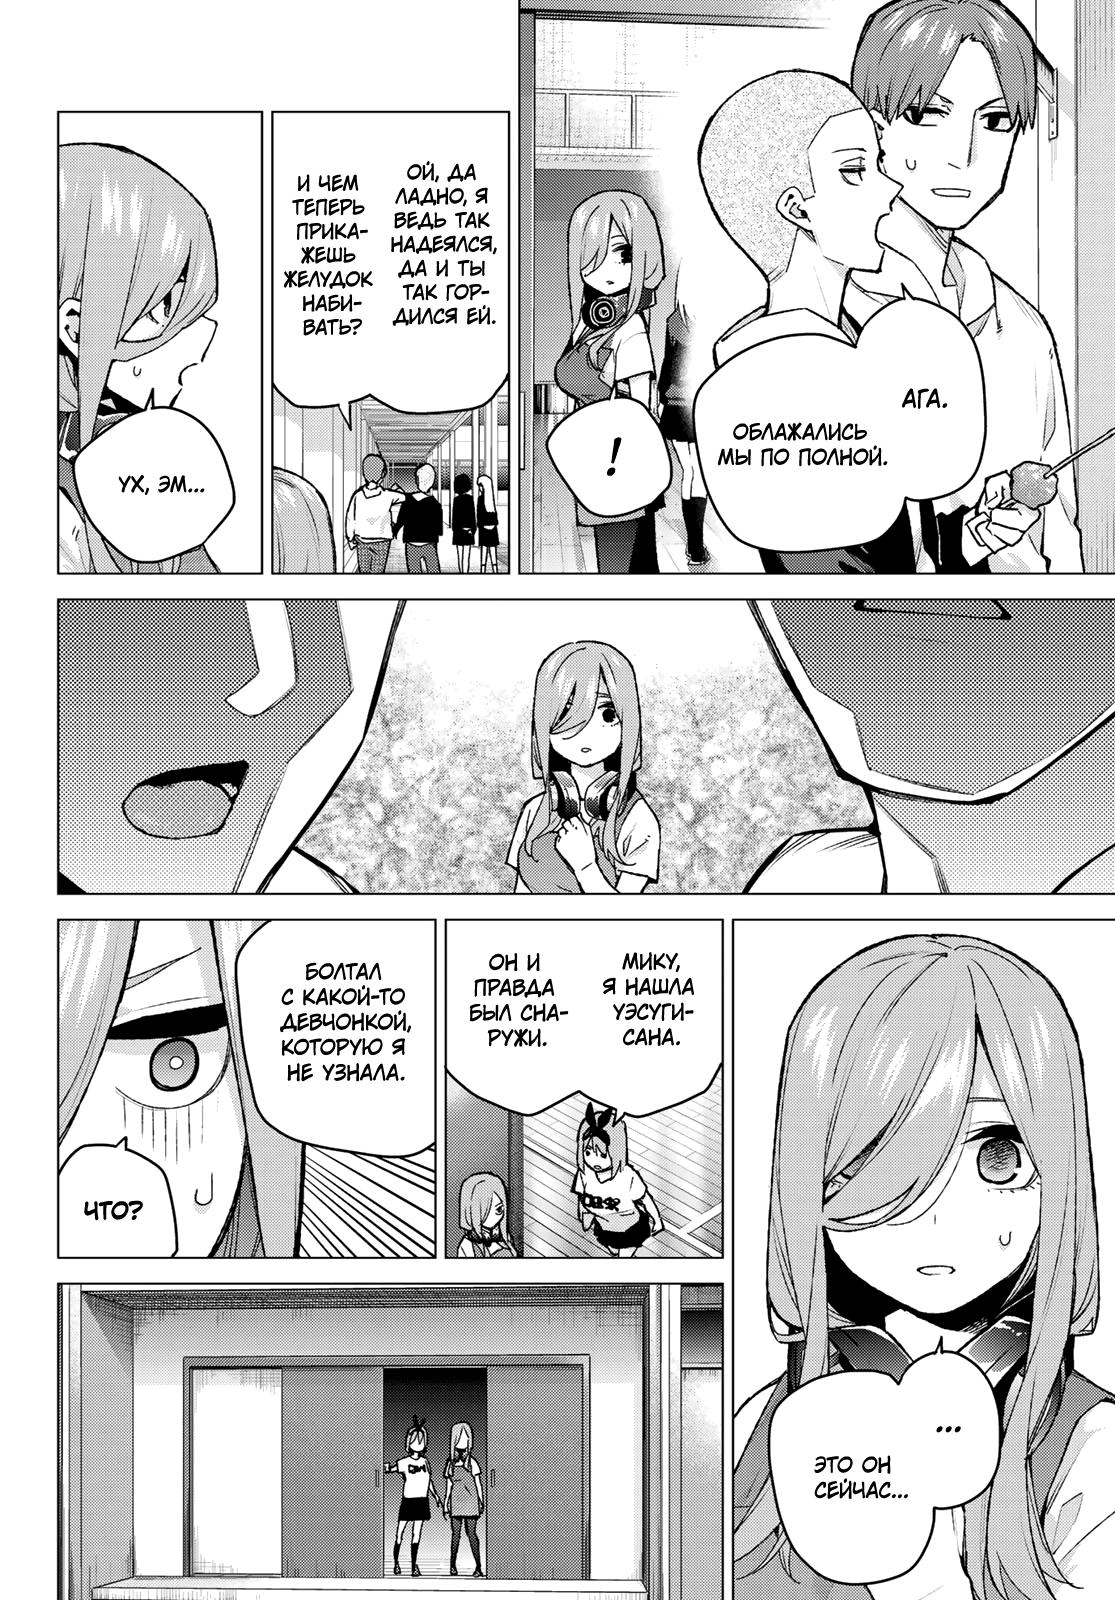 АГА.
ОБЛАЖАЛИСЬ
МЫ ПО ПОЛНОЙ.
!
ОЙ, ДА
ЛАДНО, Я
ВЕДЬ ТАК
НАДЕЯЛСЯ,
ДА И ТЫ
ТАК ГОР-
ДИЛСЯ ЕЙ.
И ЧЕМ
ТЕПЕРЬ
ПРИКА-
ЖЕШЬ
ЖЕЛУДОК
НАБИ-
ВАТЬ?
УХ, ЭМ...
...
ЭТО ОН
СЕЙЧАС...
МИКУ,
Я НАШЛА
УЭСУГИ-
САНА.
ОН И
ПРАВДА
БЫЛ СНА-
РУЖИ.
БОЛТАЛ
С КАКОЙ-ТО
ДЕВЧОНКОЙ,
КОТОРУЮ Я
НЕ УЗНАЛА.
ЧТО?